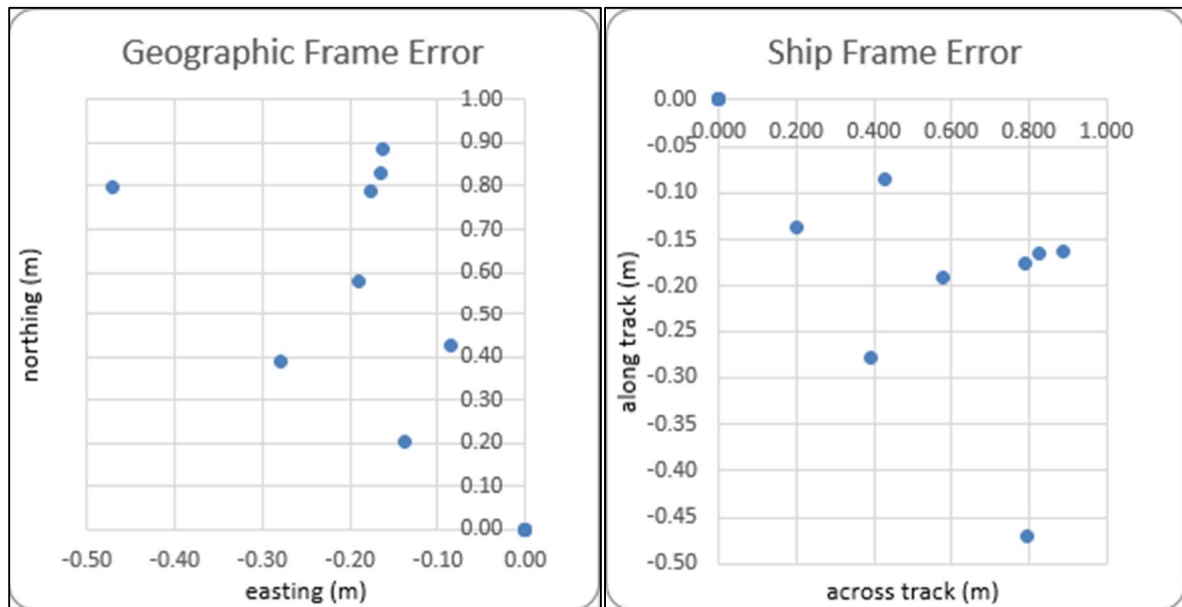 Geographic Frame Error
1.00
0.90
0.80
0.70
0.60
0.50
0.40
0.30
0.20
0.10
0.00
-0.50 -0.40 -0.30 -0.20 -0.10 0.00
northing (m)
easting (m)
Ship Frame Error
0.00
0.000 0.200 0.400 0.600 0.800 1.000
-0.05
-0.10
-0.15
-0.20
-0.25
-0.30
-0.35
-0.40
-0.45
-0.50
along track (m)
across track (m)